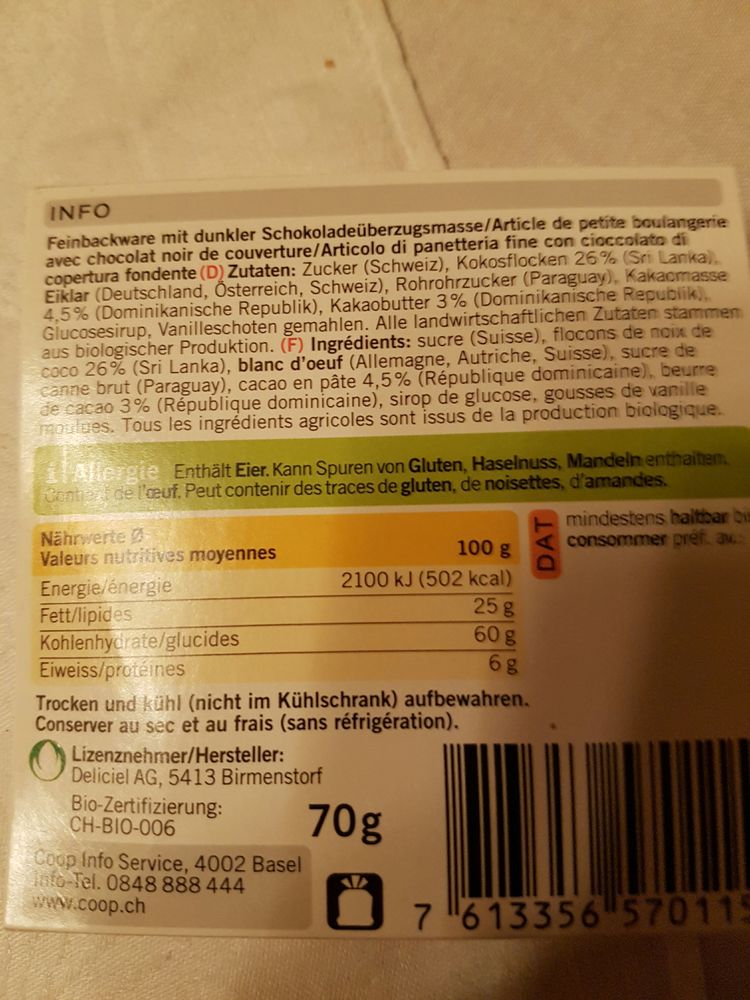 INFO
Feinbackware mit dunkler Schokoladeüberzugsmasse/Article de petite boulangerie
avec chocolat noir de couverture/Articolo di panetteria fine con cioccolato di
copertura fondente (D) Zutaten: Zucker (Schweiz), Kokosflocken 26% (Sri Lanka),
Eiklar (Deutschland, Österreich, Schweiz), Rohrohrzucker (Paraguay), Kakaomasse
4,5% (Dominikanische Republik), Kakaobutter 3% (Dominikanische Republik),
Glucosesirup, Vanilleschoten gemahlen. Alle landwirtschaftlichen Zutaten stammen
aus biologischer Produktion. (F) Ingrédients: sucre (Suisse), flocons de noix de
coco 26% (Sri Lanka), blanc d'oeuf (Allemagne, Autriche, Suisse), sucre de
canne brut (Paraguay), cacao en pâte 4,5% (République dominicaine), beurre
de cacao 3% (République dominicaine), sirop de glucose, gousses de vanille
moulues. Tous les ingrédients agricoles sont issus de la production biologique.
i Allergie Enthält Eier. Kann Spuren von Gluten, Haselnuss, Mandeln enthalten.
Contient de l'œuf. Peut contenir des traces de gluten, de noisettes, d'amandes.
Nährwerte Ø
Valeurs nutritives moyennes 100 g
Energie/énergie 2100 kJ (502 kcal)
Fett/lipides 25 g
Kohlenhydrate/glucides 60 g
Eiweiss/protéines 6 g
DAT
mindestens haltbar bi
consommer préf. av.:
Trocken und kühl (nicht im Kühlschrank) aufbewahren.
Conserver au sec et au frais (sans réfrigération).
Lizenznehmer/Hersteller:
Deliciel AG, 5413 Birmenstorf
Bio-Zertifizierung:
CH-BIO-006
70g
Coop Info Service, 4002 Basel
Info-Tel. 0848 888 444
www.coop.ch
7 613356 570115